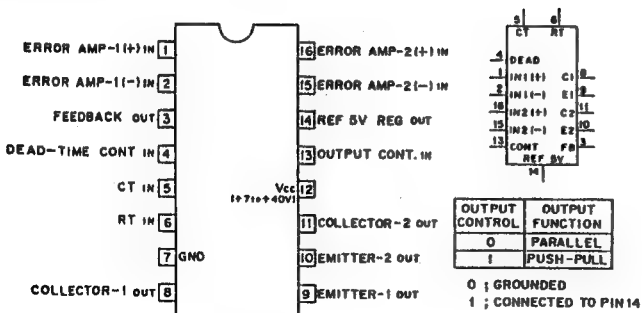 ERROR AMP-1(+) IN 1
ERROR AMP-1(-) IN 2
FEEDBACK OUT 3
DEAD-TIME CONT IN 4
CT IN 5
RT IN 6
7 GND
COLLECTOR-1 OUT 8
16 ERROR AMP-2(+) IN
15 ERROR AMP-2(-) IN
14 REF 5V REG OUT
13 OUTPUT CONT. IN
Vcc 12
(+7 to +40V)
11 COLLECTOR-2 OUT
10 EMITTER-2 OUT
9 EMITTER-1 OUT
5 6
CT RT
4 DEAD
1 IN1(+) C1 8
2 IN1(-) E1 9
16 IN2(+) C2 11
15 IN2(-) E2 10
13 CONT FB 3
REF 5V
14
OUTPUT CONTROL OUTPUT FUNCTION
0 PARALLEL
1 PUSH-PULL
0 ; GROUNDED
1 ; CONNECTED TO PIN 14